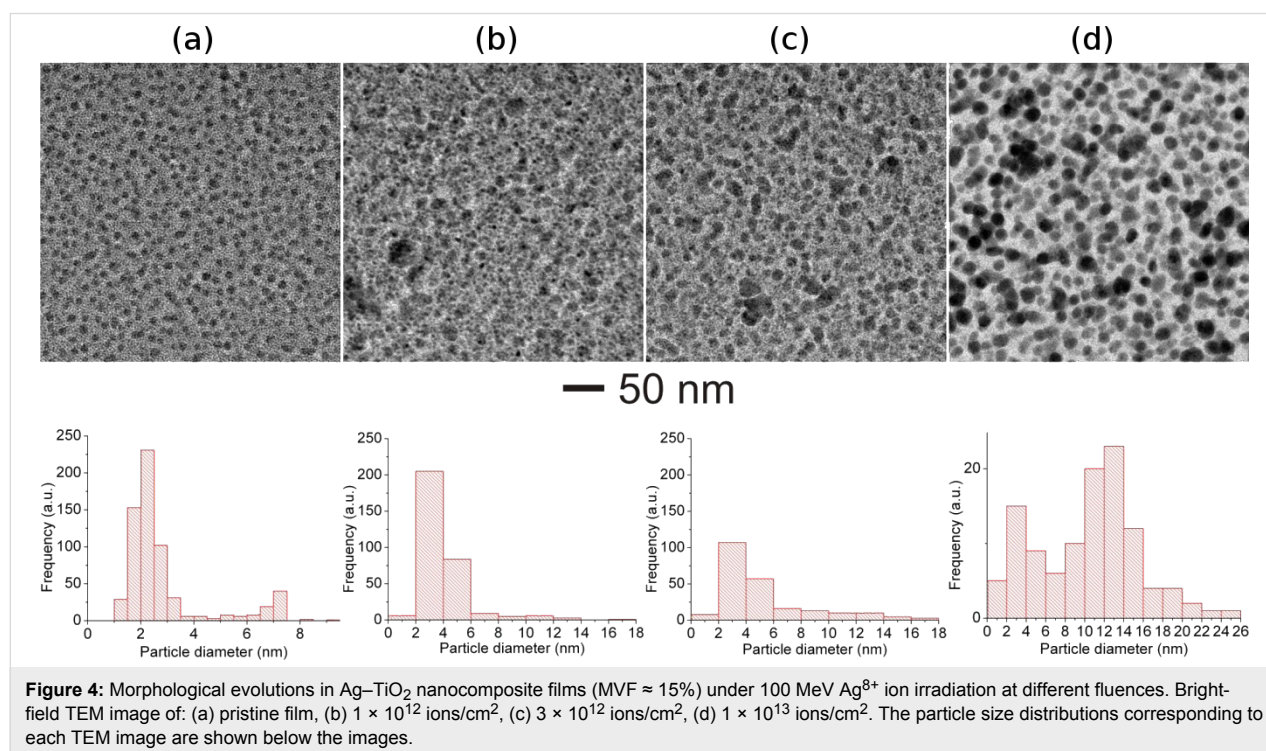 (a) (b) (c) (d)
50 nm
250
200
150
100
50
0
Frequency (a.u.)
0 2 4 6 8
Particle diameter (nm)
250
200
150
100
50
0
Frequency (a.u.)
0 2 4 6 8 10 12 14 16 18
Particle diameter (nm)
250
200
150
100
50
0
Frequency (a.u.)
0 2 4 6 8 10 12 14 16 18
Particle diameter (nm)
20
0
Frequency (a.u.)
0 2 4 6 8 10 12 14 16 18 20 22 24 26
Particle diameter (nm)
Figure 4: Morphological evolutions in Ag–TiO₂ nanocomposite films (MVF ≈ 15%) under 100 MeV Ag⁸⁺ ion irradiation at different fluences. Bright-
field TEM image of: (a) pristine film, (b) 1 × 10¹² ions/cm², (c) 3 × 10¹² ions/cm², (d) 1 × 10¹³ ions/cm². The particle size distributions corresponding to
each TEM image are shown below the images.